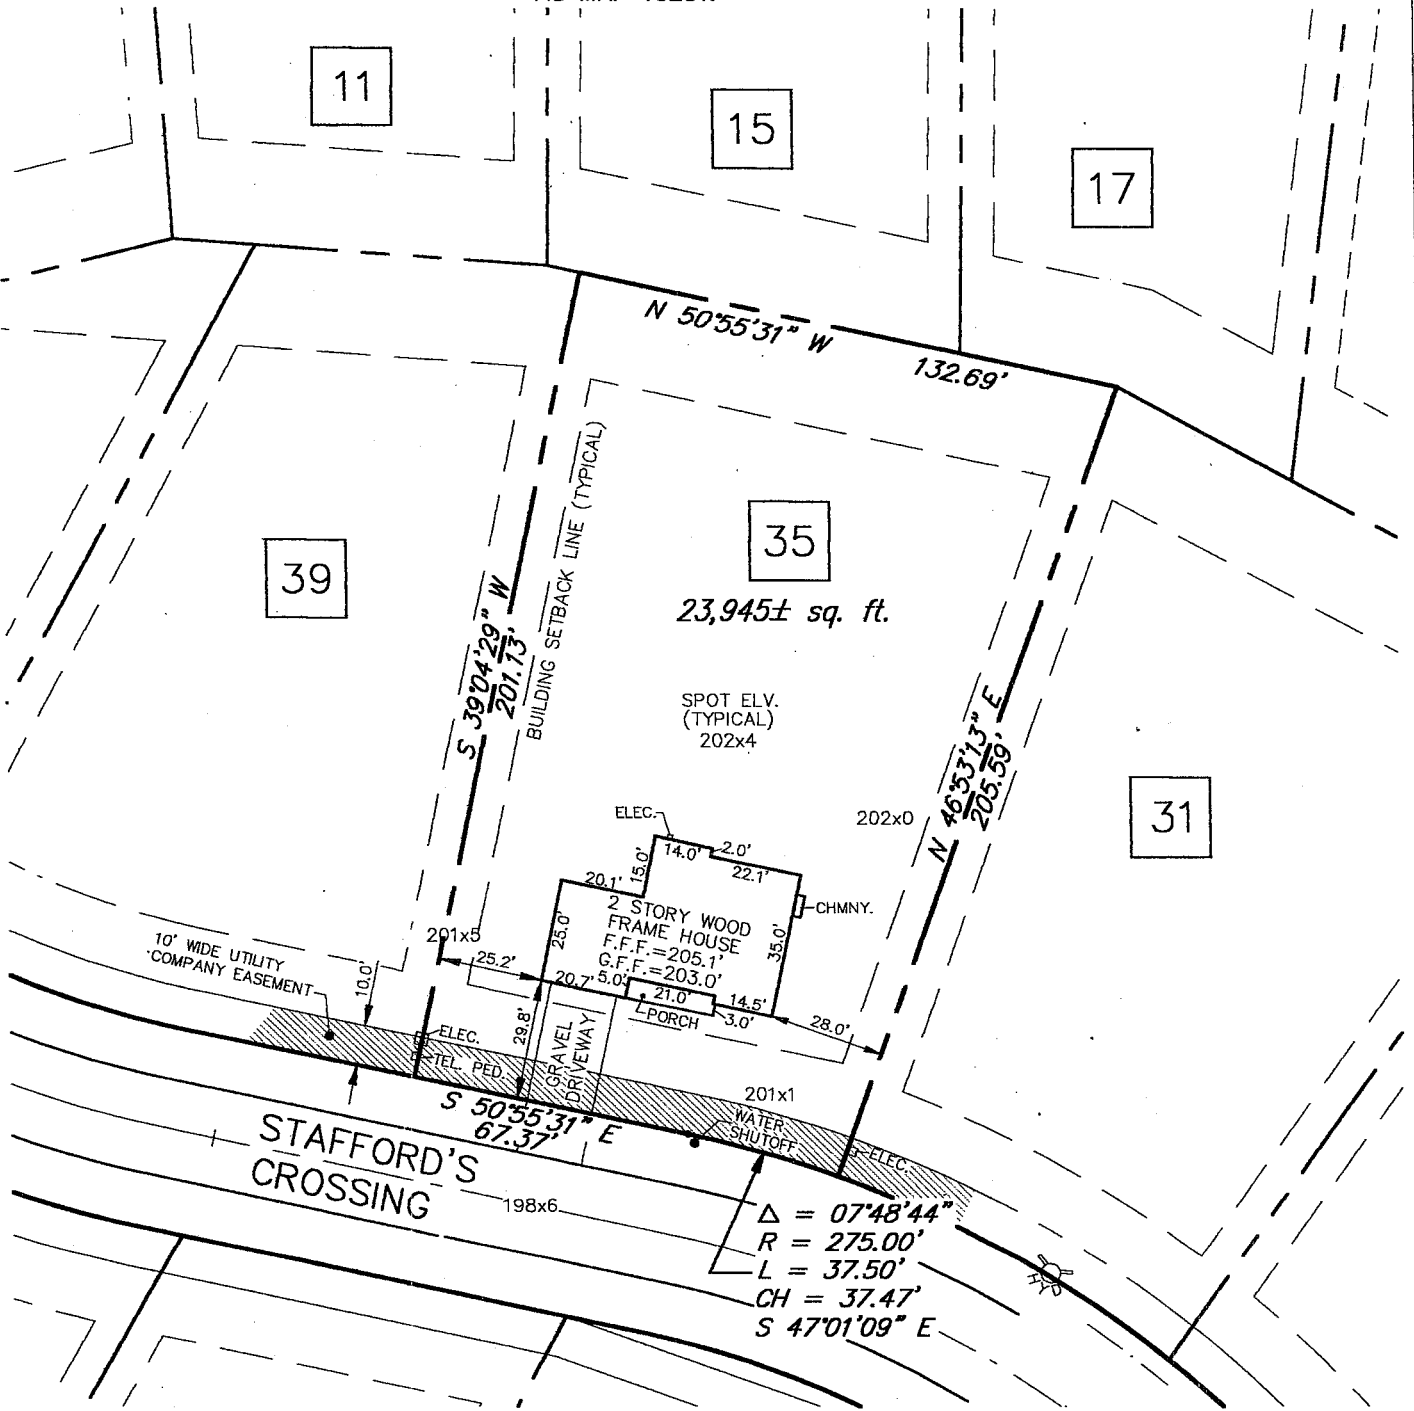 11
15
17
N 50°55'31" W
132.69'
39
35
23,945± sq. ft.
S 39°04'29" W
201.13'
BUILDING SETBACK LINE (TYPICAL)
SPOT ELV.
(TYPICAL)
202x4
N 46°53'13" E
205.59'
31
202x0
ELEC.
14.0'
2.0'
22.1'
15.0'
20.1'
CHMNY.
2 STORY WOOD
FRAME HOUSE
F.F.F.=205.1'
G.F.F.=203.0'
25.0'
35.0'
201x5
25.2'
20.7'
5.0'
21.0'
14.5'
PORCH
3.0'
28.0'
10' WIDE UTILITY
COMPANY EASEMENT
10.0'
29.8'
GRAVEL
DRIVEWAY
ELEC.
TEL. PED.
201x1
WATER
SHUTOFF
ELEC.
S 50°55'31" E
67.37'
STAFFORD'S
CROSSING
198x6
Δ = 07°48'44"
R = 275.00'
L = 37.50'
CH = 37.47'
S 47°01'09" E
HYD